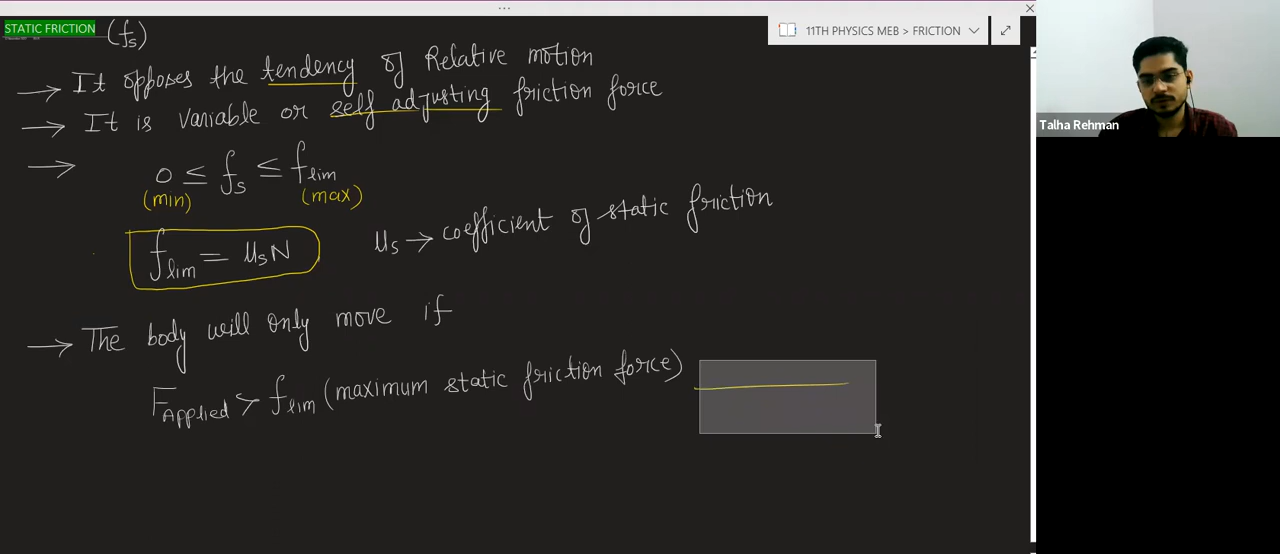 STATIC FRICTION (fs)
11TH PHYSICS MEB > FRICTION
→ It opposes the tendency of Relative motion
→ It is variable or self adjusting friction force
→ 0 ≤ fs ≤ flim
(min) (max)
flim = μsN μs → coefficient of static friction
→ The body will only move if
FApplied > flim (maximum static friction force)
Talha Rehman